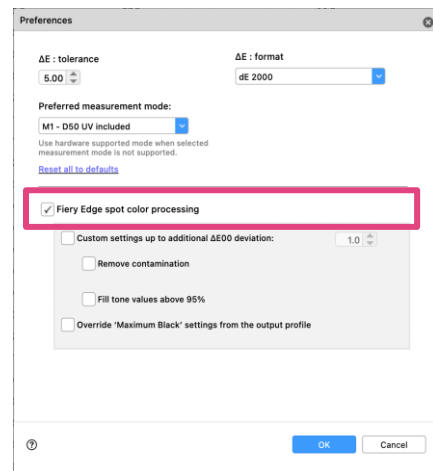 Preferences
ΔE : tolerance
ΔE : format
5.00
dE 2000
Preferred measurement mode:
M1 - D50 UV included
Use hardware supported mode when selected
measurement mode is not supported.
Reset all to defaults
Fiery Edge spot color processing
Custom settings up to additional ΔE00 deviation:
1.0
Remove contamination
Fill tone values above 95%
Override 'Maximum Black' settings from the output profile
?
OK
Cancel